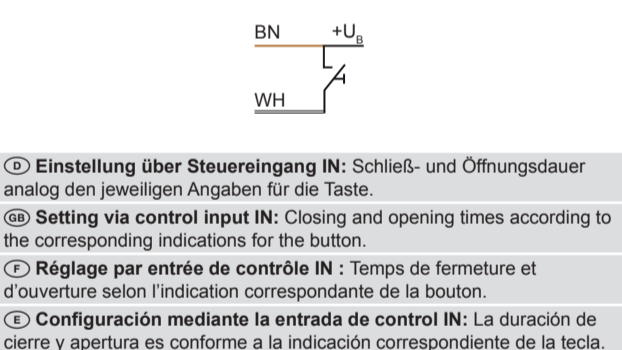 BN +U_B
WH
D Einstellung über Steuereingang IN: Schließ- und Öffnungsdauer
analog den jeweiligen Angaben für die Taste.
GB Setting via control input IN: Closing and opening times according to
the corresponding indications for the button.
F Réglage par entrée de contrôle IN : Temps de fermeture et
d’ouverture selon l’indication correspondante de la bouton.
E Configuración mediante la entrada de control IN: La duración de
cierre y apertura es conforme a la indicación correspondiente de la tecla.